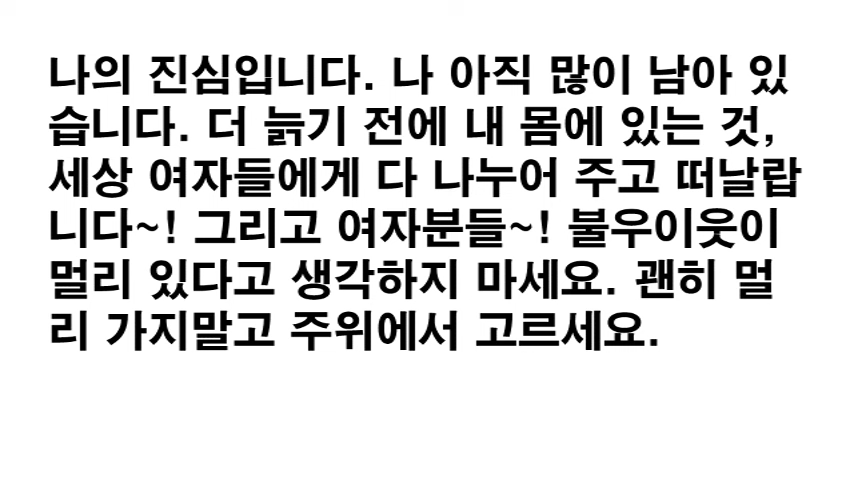 나의 진심입니다. 나 아직 많이 남아 있
습니다. 더 늙기 전에 내 몸에 있는 것,
세상 여자들에게 다 나누어 주고 떠날랍
니다~! 그리고 여자분들~! 불우이웃이
멀리 있다고 생각하지 마세요. 괜히 멀
리 가지말고 주위에서 고르세요.